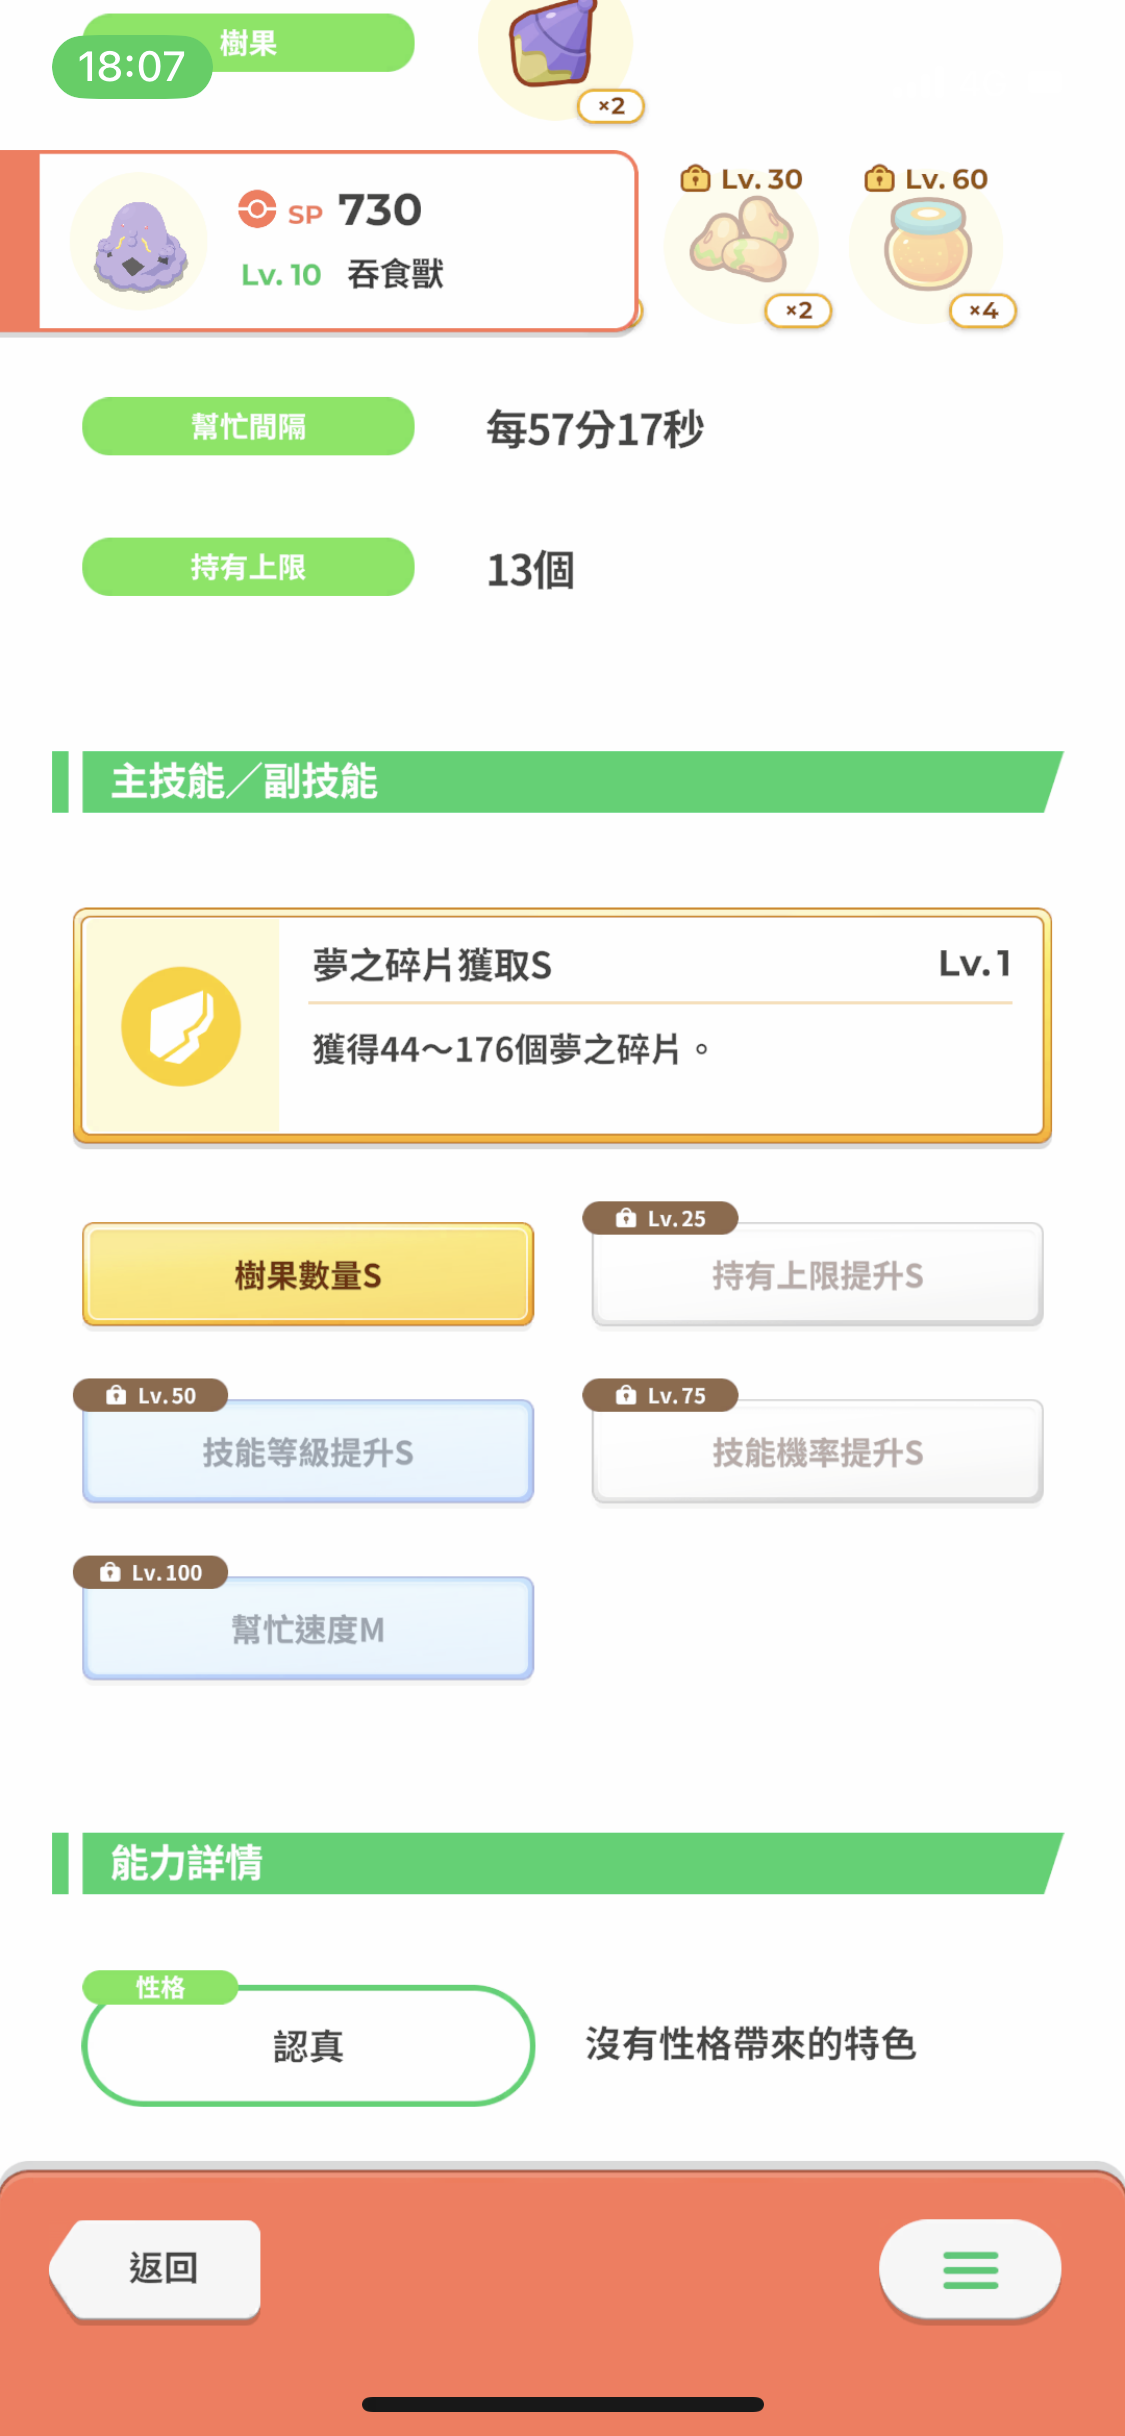 樹果
18:07
×2
SP 730
Lv. 10 吞食獸
Lv. 30
×2
Lv. 60
×4
幫忙間隔
每57分17秒
持有上限
13個
主技能／副技能
夢之碎片獲取S
Lv. 1
獲得44～176個夢之碎片。
樹果數量S
Lv. 25
持有上限提升S
Lv. 50
技能等級提升S
Lv. 75
技能機率提升S
Lv. 100
幫忙速度M
能力詳情
性格
認真
沒有性格帶來的特色
返回